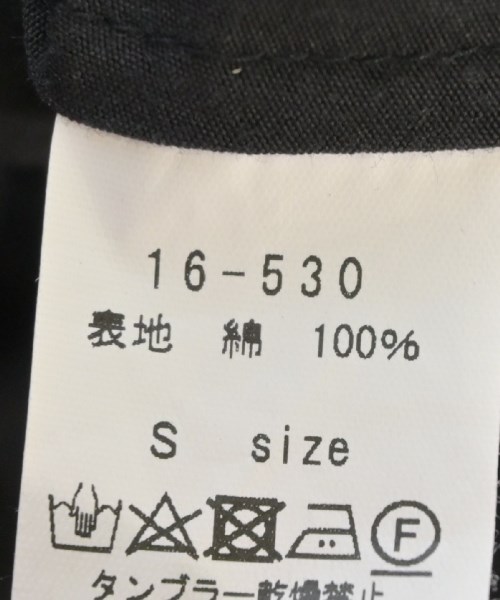 16-530
表地 綿 100%
S size
F
タンブラー乾燥禁止